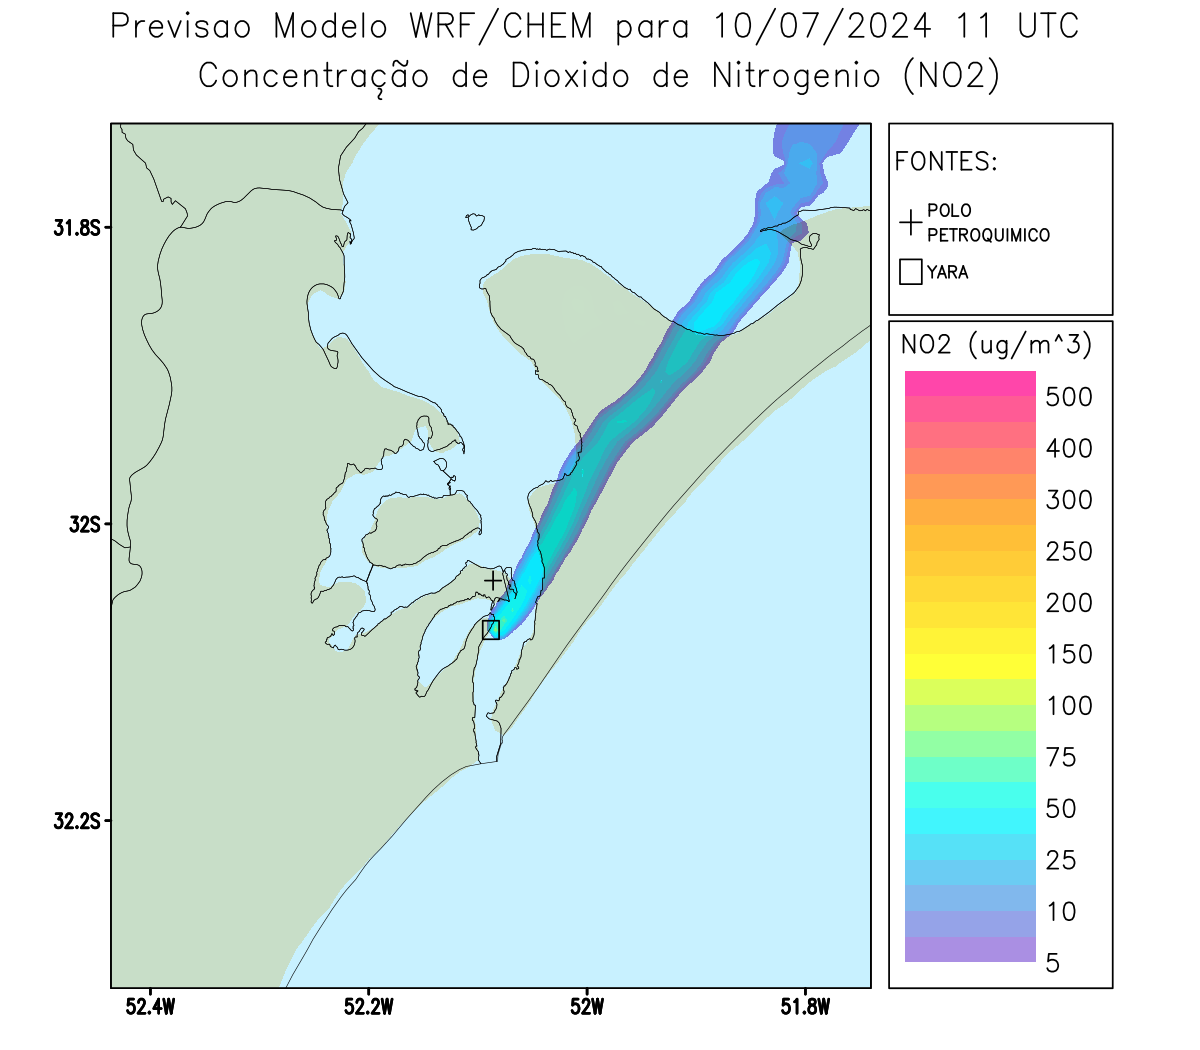 Previsao Modelo WRF/CHEM para 10/07/2024 11 UTC
Concentração de Dioxido de Nitrogenio (NO2)
FONTES:
POLO
PETROQUIMICO
YARA
NO2 (ug/m^3)
500
400
300
250
200
150
100
75
50
25
10
5
31.8S
32S
32.2S
52.4W
52.2W
52W
51.8W